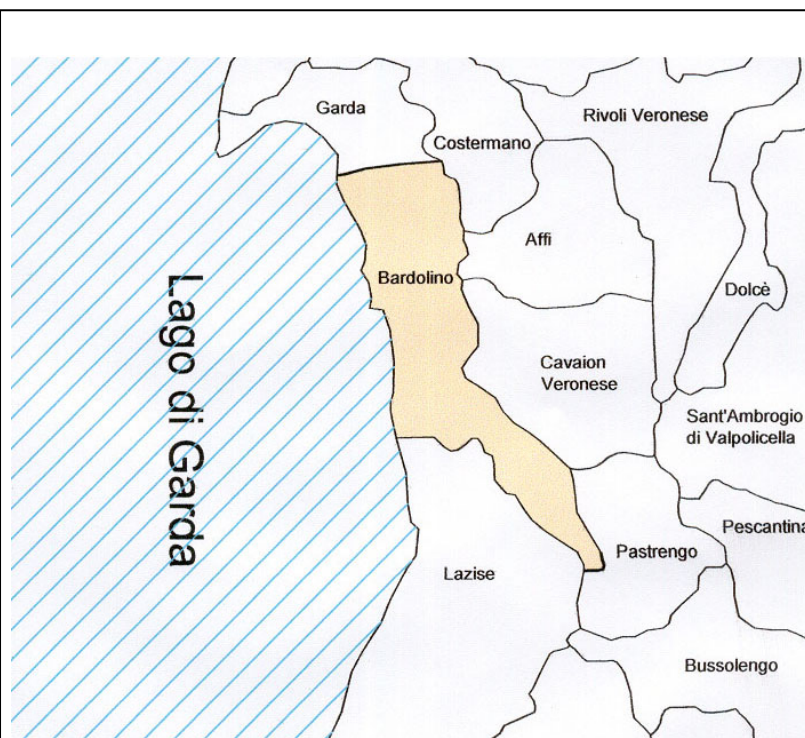 Garda
Rivoli Veronese
Costermano
Affi
Bardolino
Dolcè
Lago di Garda
Cavaion
Veronese
Sant'Ambrogio
di Valpolicella
Pescantina
Pastrengo
Lazise
Bussolengo